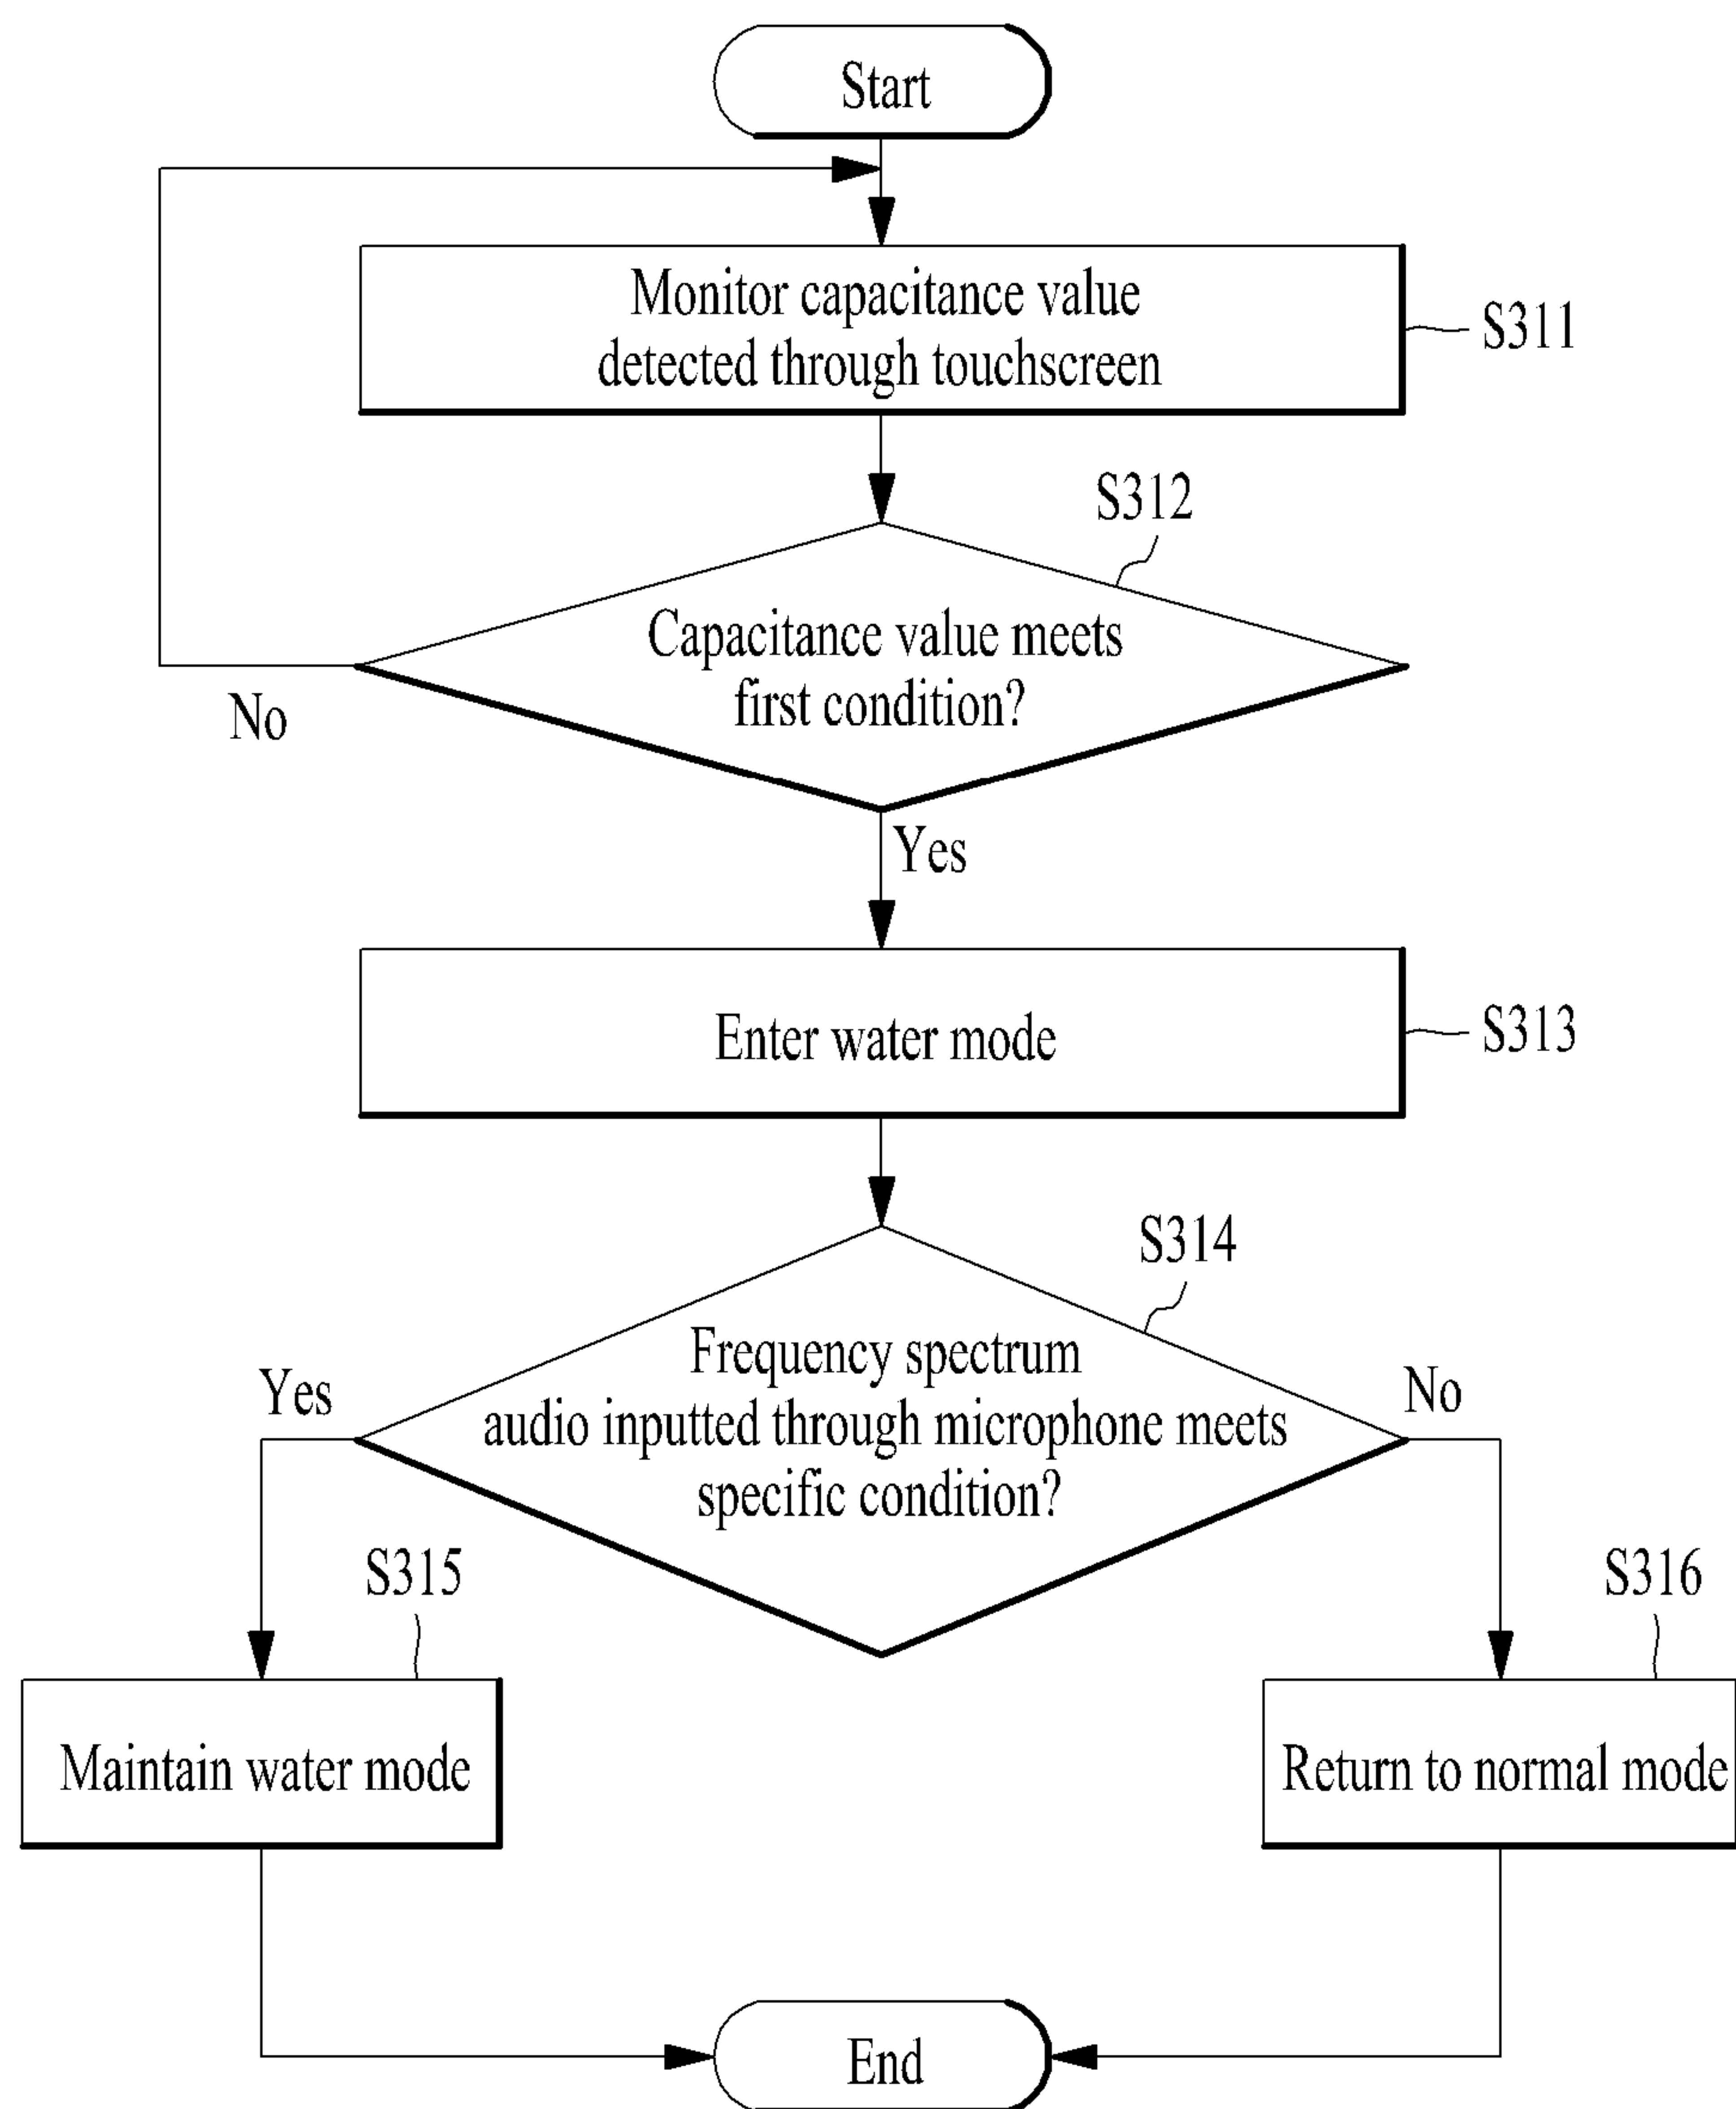 Start
Monitor capacitance value
detected through touchscreen
S311
S312
Capacitance value meets
first condition?
No
Yes
Enter water mode
S313
S314
Frequency spectrum
audio inputted through microphone meets
specific condition?
Yes
No
S315
S316
Maintain water mode
Return to normal mode
End